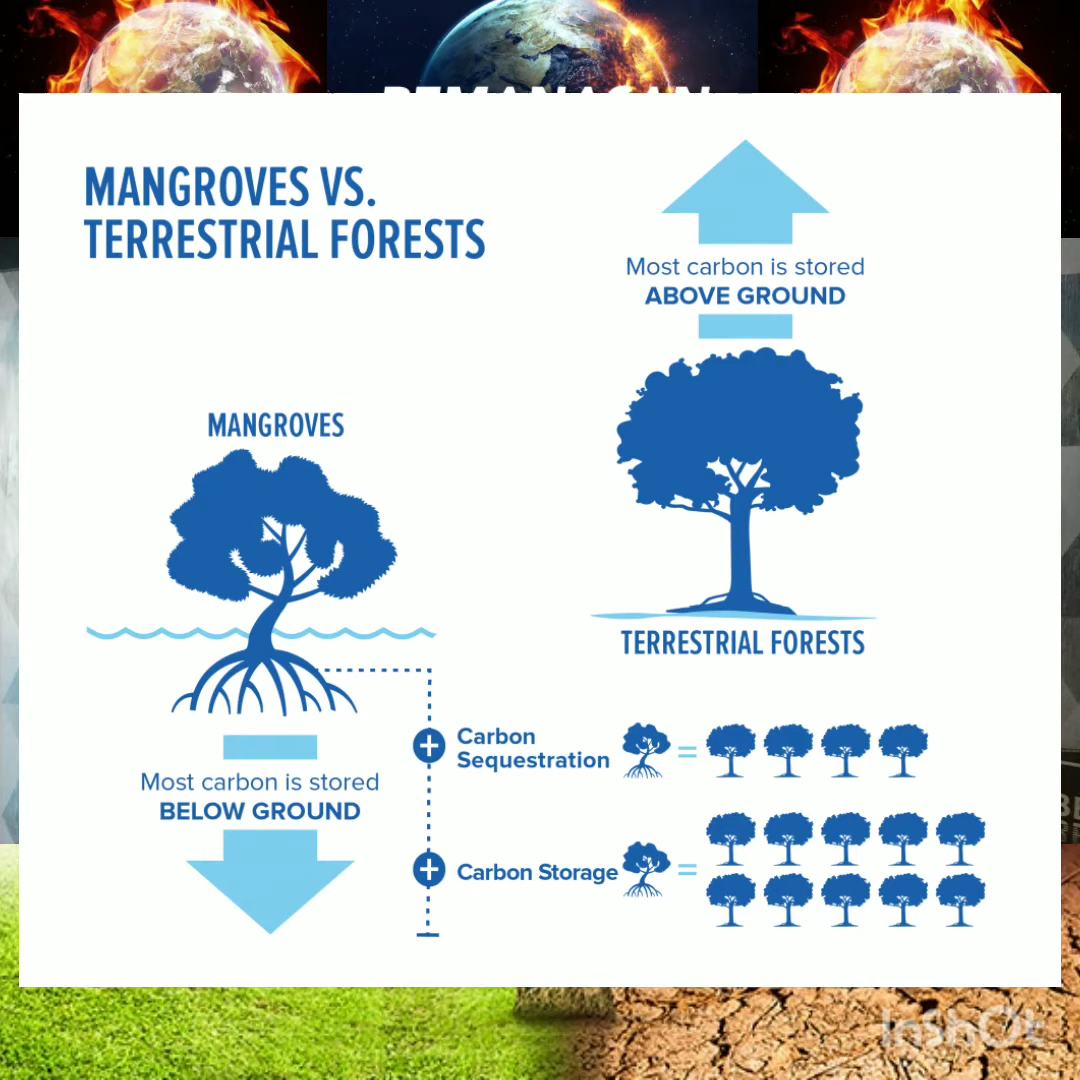 PEMANASAN
MANGROVES VS.
TERRESTRIAL FORESTS
Most carbon is stored
ABOVE GROUND
MANGROVES
TERRESTRIAL FORESTS
Carbon
Sequestration
=
Most carbon is stored
BELOW GROUND
Carbon Storage
=
InShOt